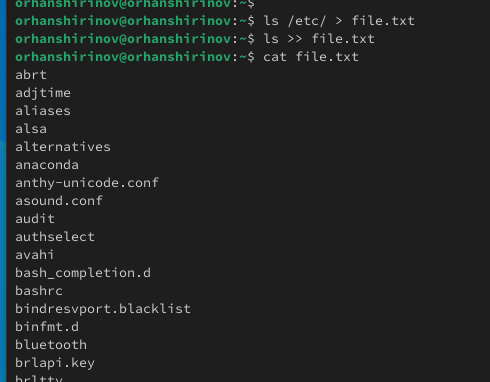 orhanshirinov@orhanshirinov:~$
orhanshirinov@orhanshirinov:~$ ls /etc/ > file.txt
orhanshirinov@orhanshirinov:~$ ls >> file.txt
orhanshirinov@orhanshirinov:~$ cat file.txt
abrt
adjtime
aliases
alsa
alternatives
anaconda
anthy-unicode.conf
asound.conf
audit
authselect
avahi
bash_completion.d
bashrc
bindresvport.blacklist
binfmt.d
bluetooth
brlapi.key
brltty